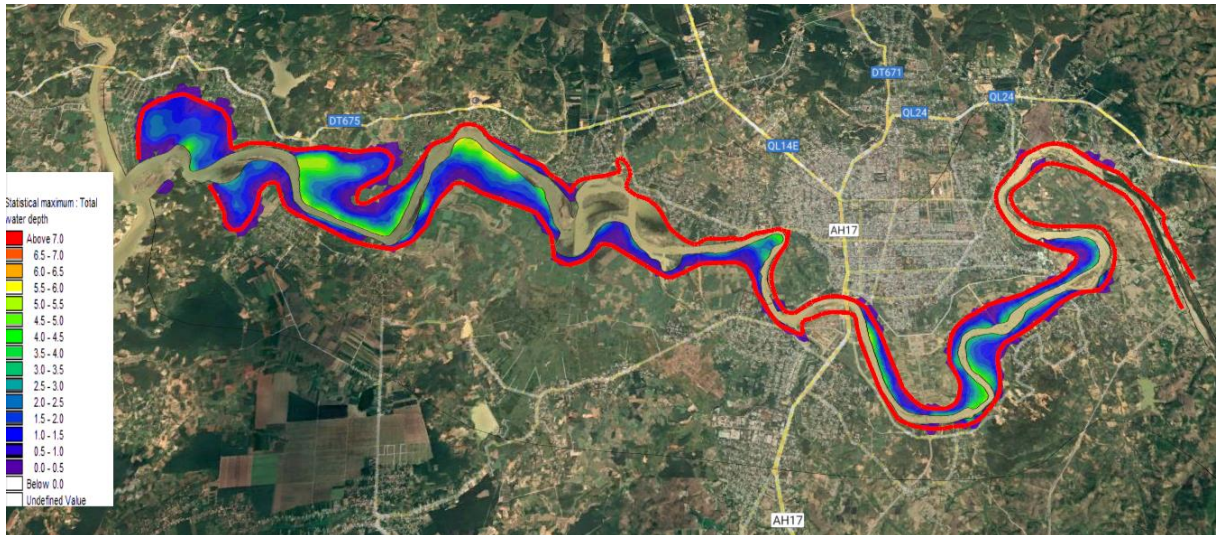 DT671
QL24
QL24
DT675
QL14E
AH17
Statistical maximum : Total
water depth
Above 7.0
6.5 - 7.0
6.0 - 6.5
5.5 - 6.0
5.0 - 5.5
4.5 - 5.0
4.0 - 4.5
3.5 - 4.0
3.0 - 3.5
2.5 - 3.0
2.0 - 2.5
1.5 - 2.0
1.0 - 1.5
0.5 - 1.0
0.0 - 0.5
Below 0.0
Undefined Value
AH17